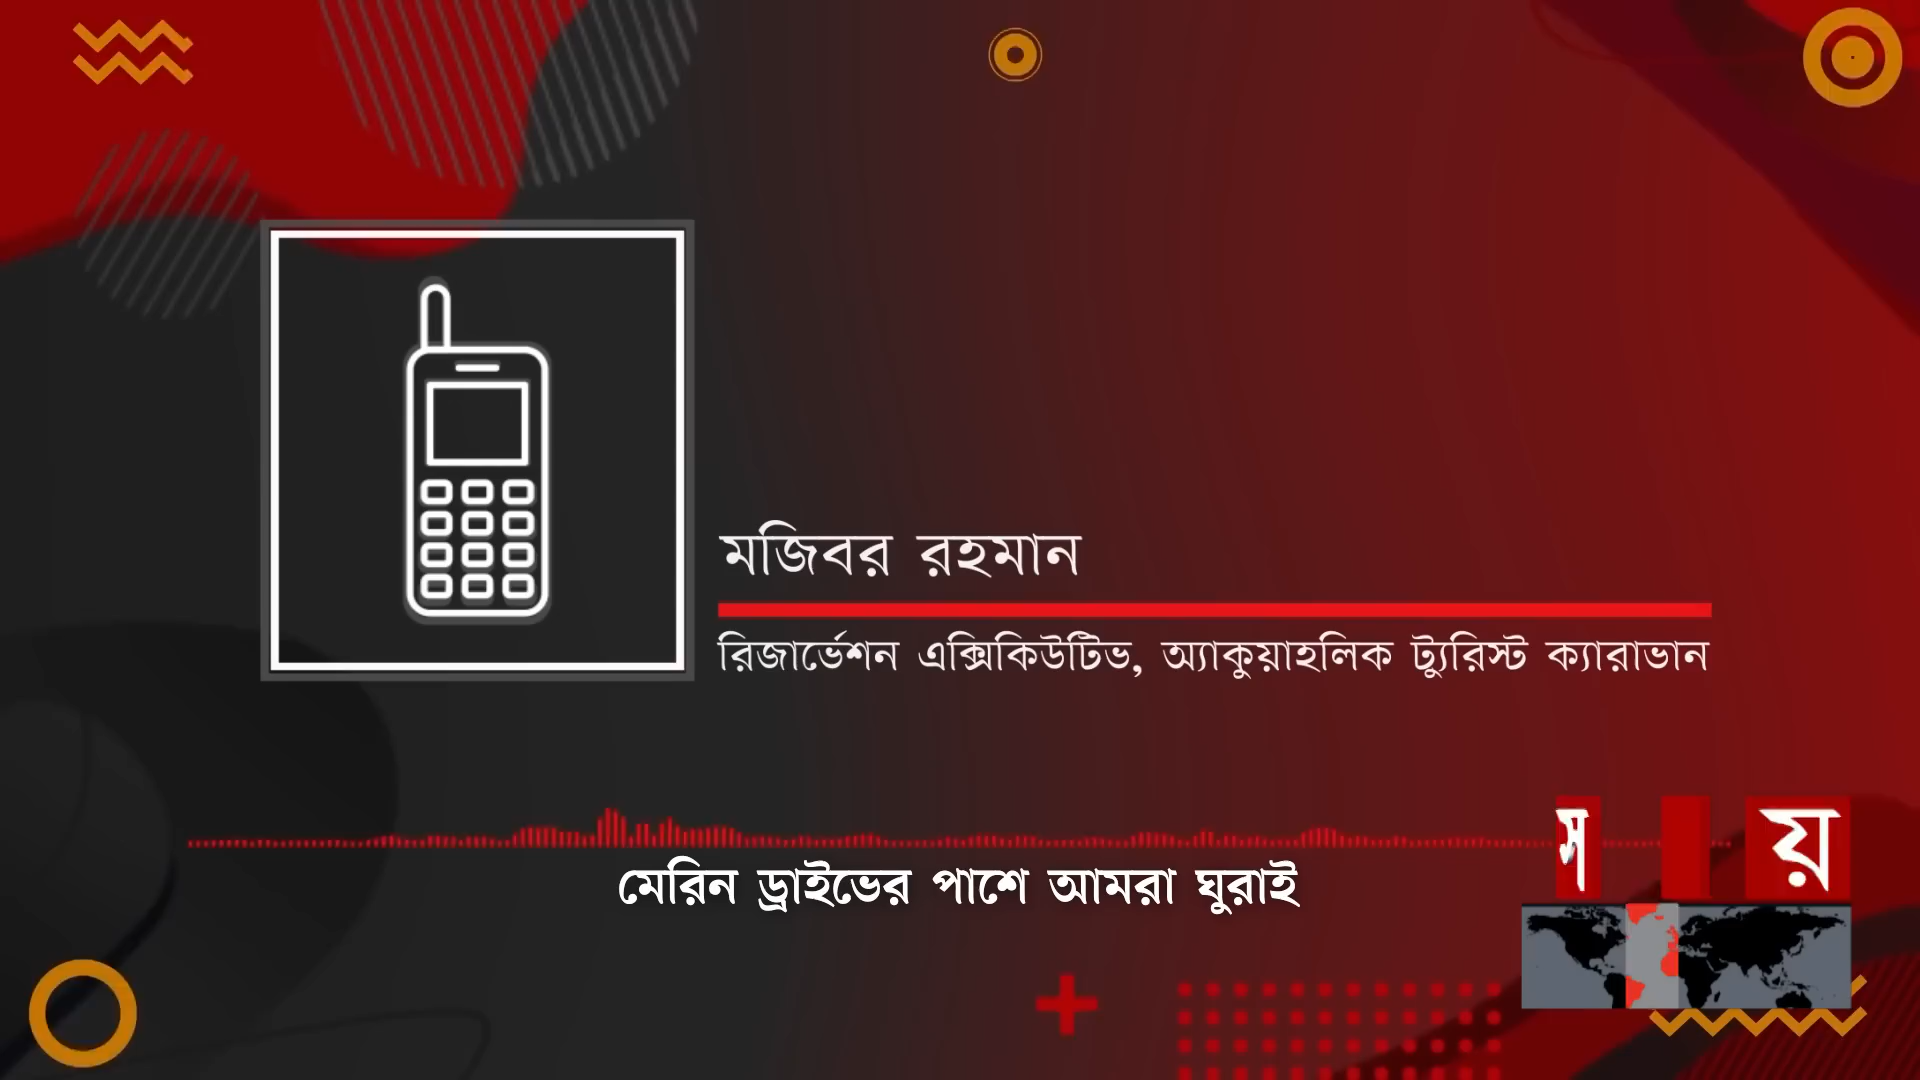 মজিবর রহমান
রিজার্ভেশন এক্সিকিউটিভ, অ্যাকুয়াহলিক ট্যুরিস্ট ক্যারাভান
মেরিন ড্রাইভের পাশে আমরা ঘুরাই
স য়